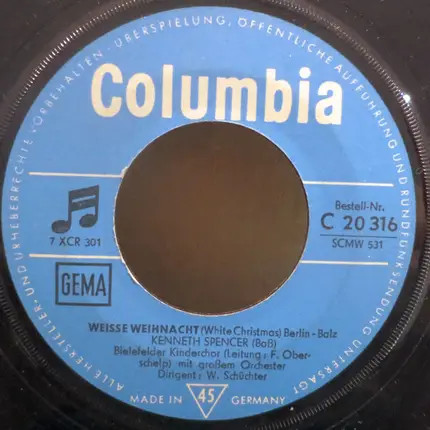 ALLE HERSTELLER- UND URHEBERRECHTE VORBEHALTEN · ÜBERSPIELUNG, ÖFFENTLICHE AUFFÜHRUNG UND RUNDFUNKSENDUNG UNTERSAGT
Columbia
Bestell-Nr.
C 20 316
7 XCR 301
SCMW 531
GEMA
WEISSE WEIHNACHT (White Christmas) Berlin - Balz
KENNETH SPENCER (Baß)
Bielefelder Kinderchor (Leitung: F. Ober-
schelp) mit großem Orchester
Dirigent: W. Schüchter
MADE IN 45 GERMANY